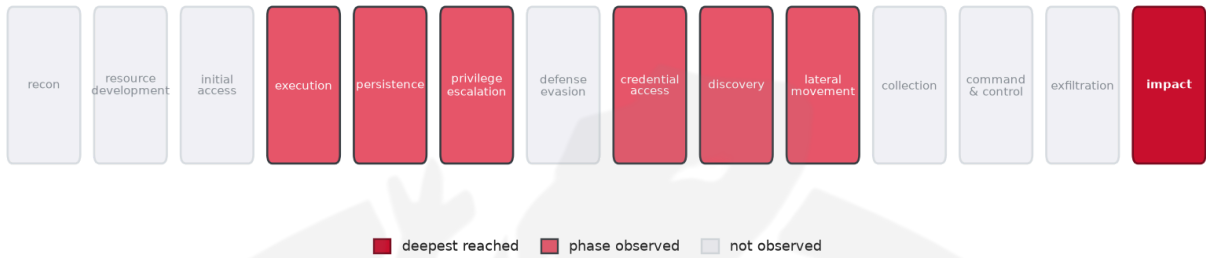 recon
resource
development
initial
access
execution
persistence
privilege
escalation
defense
evasion
credential
access
discovery
lateral
movement
collection
command
& control
exfiltration
impact
deepest reached
phase observed
not observed